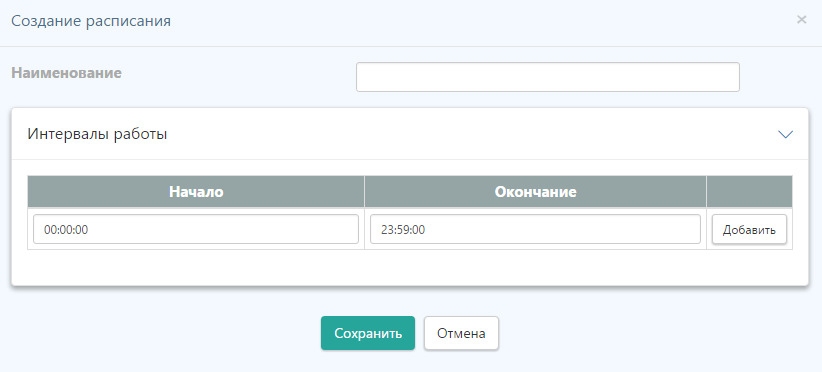 Создание расписания ×
Наименование
Интервалы работы
Начало Окончание
00:00:00 23:59:00 Добавить
Сохранить Отмена